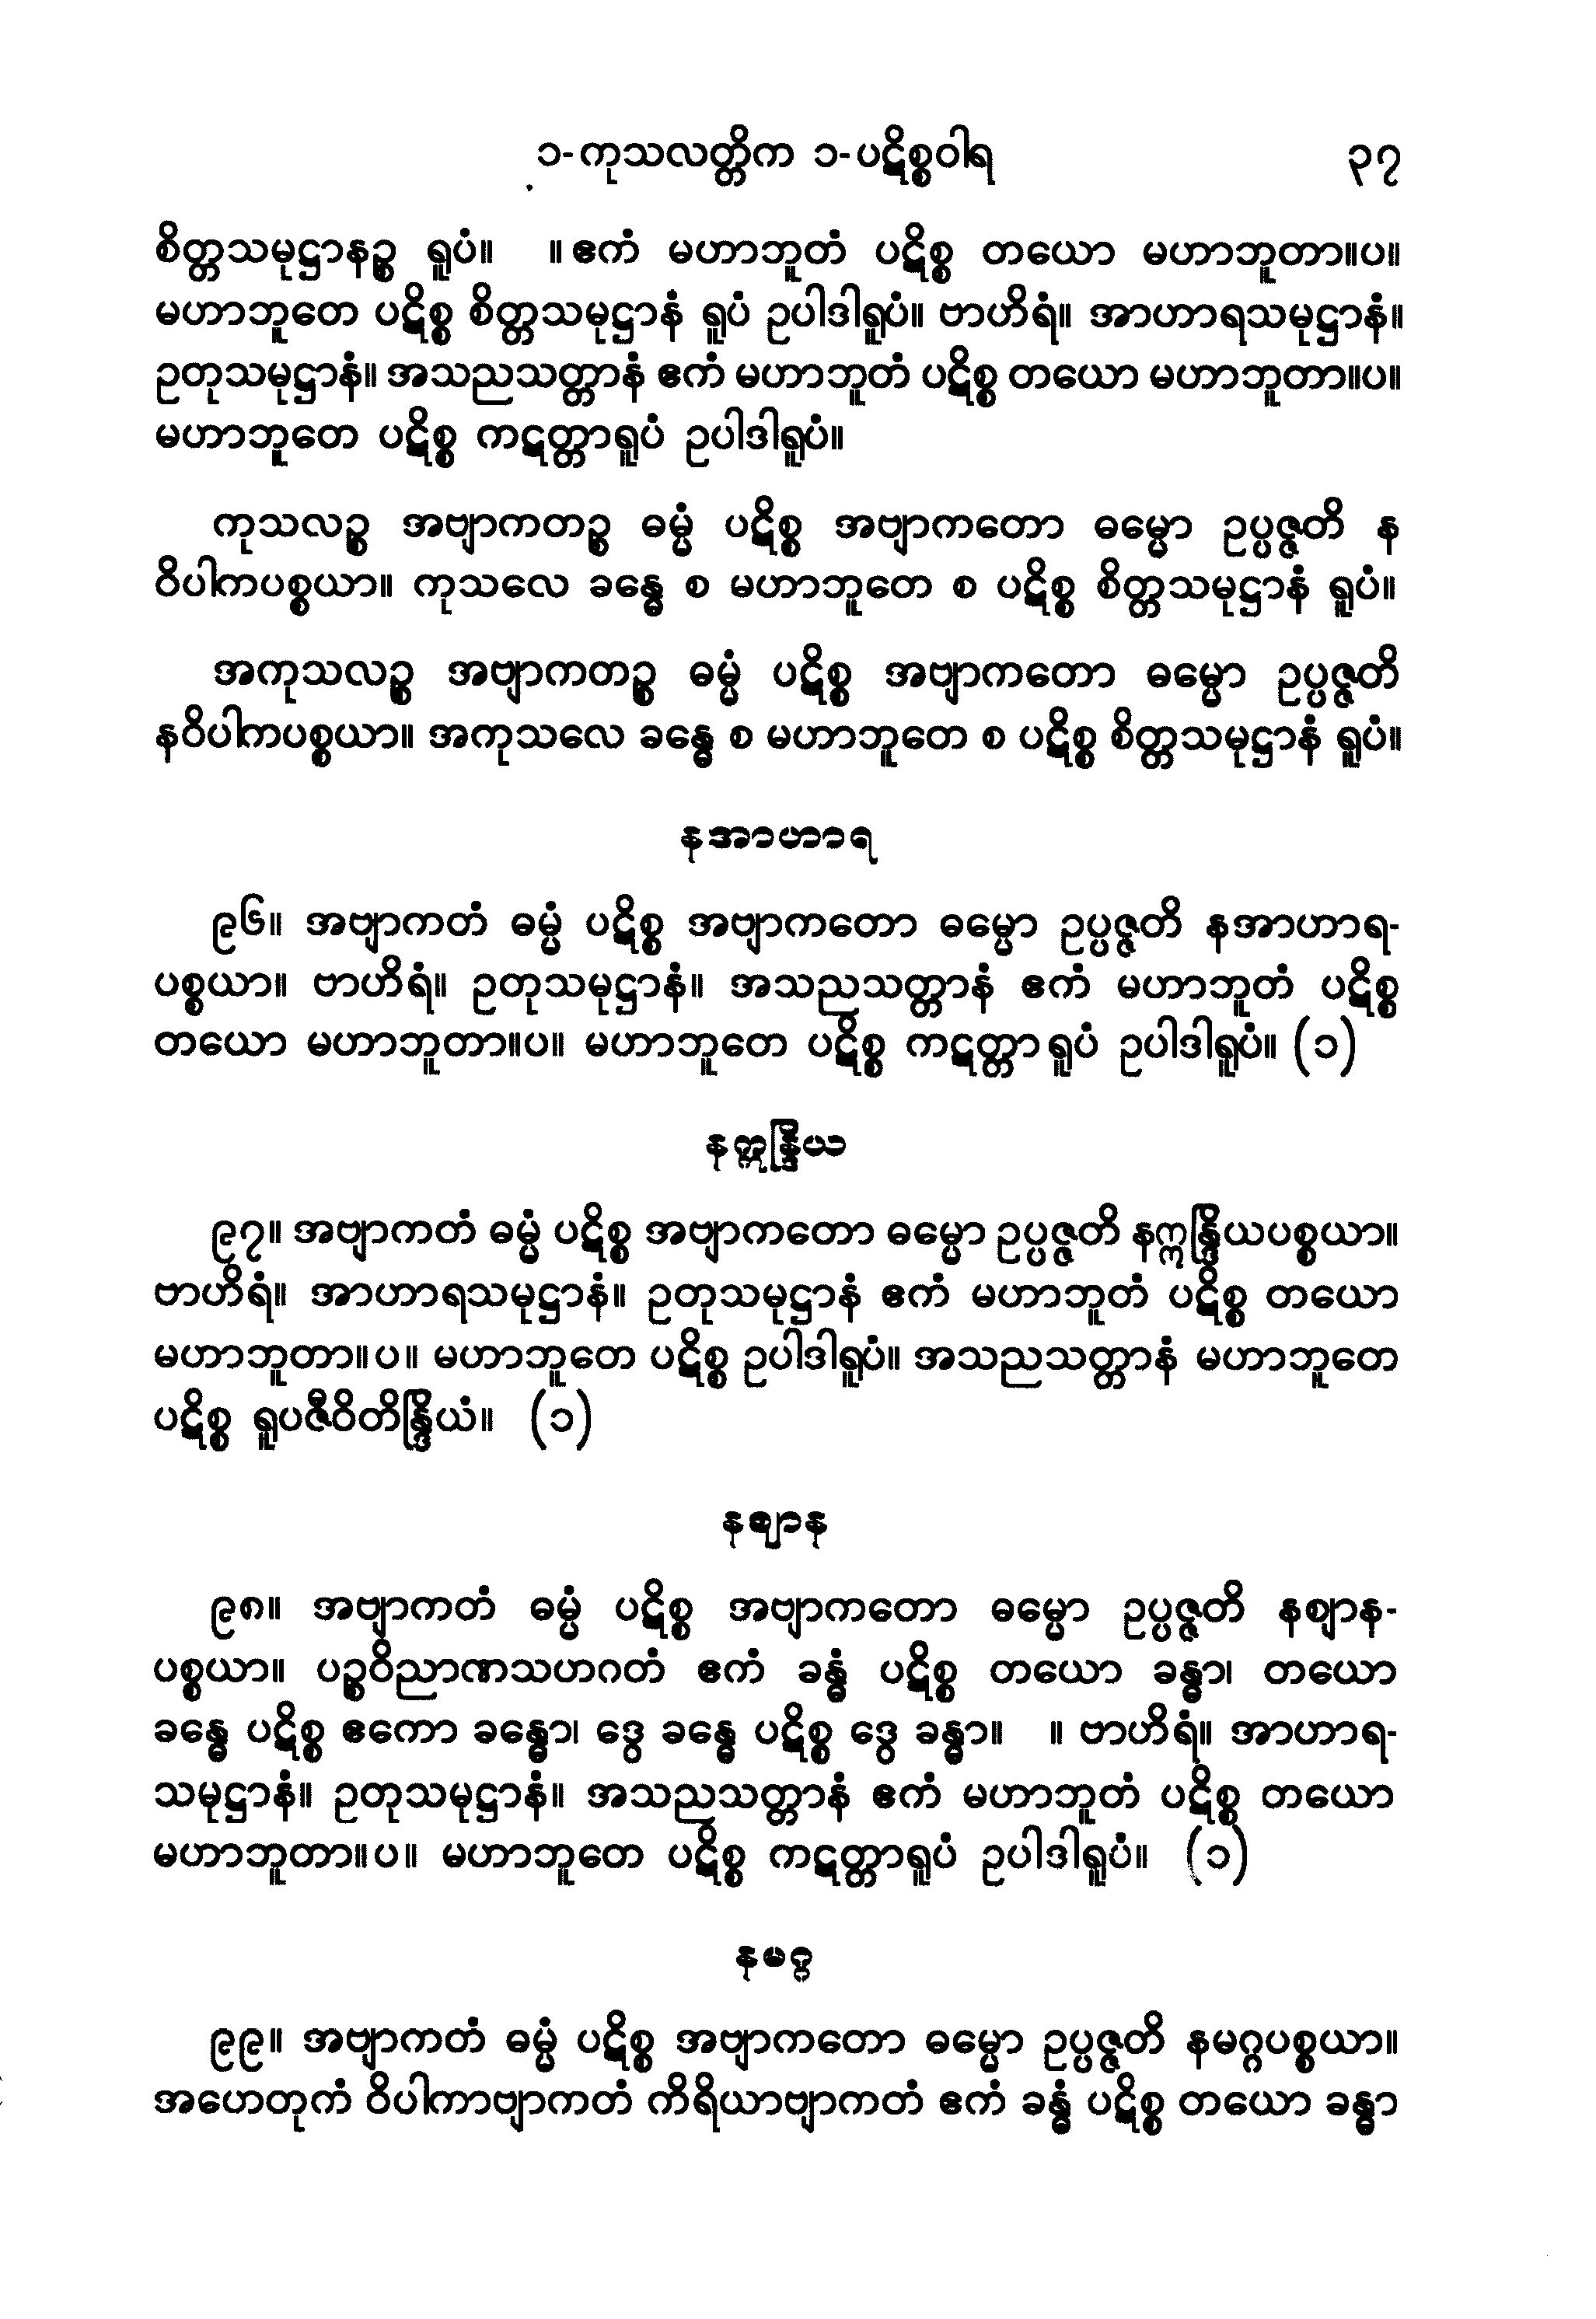 ၁-ကုသလတ္တိက ၁-ပဋိစ္စဝါရ ၃၇
စိတ္တသမုဋ္ဌာနဉ္စ ရူပံ။ ။ ဧကံ မဟာဘူတံ ပဋိစ္စ တယော မဟာဘူတာ။ပ။
မဟာဘူတေ ပဋိစ္စ စိတ္တသမုဋ္ဌာနံ ရူပံ ဥပါဒါရူပံ။ ဗာဟိရံ။ အာဟာရသမုဋ္ဌာနံ။
ဥတုသမုဋ္ဌာနံ။ အသညသတ္တာနံ ဧကံ မဟာဘူတံ ပဋိစ္စ တယော မဟာဘူတာ။ပ။
မဟာဘူတေ ပဋိစ္စ ကဋတ္တာရူပံ ဥပါဒါရူပံ။
ကုသလဉ္စ အဗျာကတဉ္စ ဓမ္မံ ပဋိစ္စ အဗျာကတော ဓမ္မော ဥပ္ပဇ္ဇတိ န
ဝိပါကပစ္စယာ။ ကုသလေ ခန္ဓေ စ မဟာဘူတေ စ ပဋိစ္စ စိတ္တသမုဋ္ဌာနံ ရူပံ။
အကုသလဉ္စ အဗျာကတဉ္စ ဓမ္မံ ပဋိစ္စ အဗျာကတော ဓမ္မော ဥပ္ပဇ္ဇတိ
နဝိပါကပစ္စယာ။ အကုသလေ ခန္ဓေ စ မဟာဘူတေ စ ပဋိစ္စ စိတ္တသမုဋ္ဌာနံ ရူပံ။
နအာဟာရ
၉၆။ အဗျာကတံ ဓမ္မံ ပဋိစ္စ အဗျာကတော ဓမ္မော ဥပ္ပဇ္ဇတိ နအာဟာရ-
ပစ္စယာ။ ဗာဟိရံ။ ဥတုသမုဋ္ဌာနံ။ အသညသတ္တာနံ ဧကံ မဟာဘူတံ ပဋိစ္စ
တယော မဟာဘူတာ။ပ။ မဟာဘူတေ ပဋိစ္စ ကဋတ္တာရူပံ ဥပါဒါရူပံ။ (၁)
နဣန္ဒြိယ
၉၇။ အဗျာကတံ ဓမ္မံ ပဋိစ္စ အဗျာကတော ဓမ္မော ဥပ္ပဇ္ဇတိ နဣန္ဒြိယပစ္စယာ။
ဗာဟိရံ။ အာဟာရသမုဋ္ဌာနံ။ ဥတုသမုဋ္ဌာနံ ဧကံ မဟာဘူတံ ပဋိစ္စ တယော
မဟာဘူတာ။ပ။ မဟာဘူတေ ပဋိစ္စ ဥပါဒါရူပံ။ အသညသတ္တာနံ မဟာဘူတေ
ပဋိစ္စ ရူပဇီဝိတိန္ဒြိယံ။ (၁)
နဈာန
၉၈။ အဗျာကတံ ဓမ္မံ ပဋိစ္စ အဗျာကတော ဓမ္မော ဥပ္ပဇ္ဇတိ နဈာန-
ပစ္စယာ။ ပဉ္စဝိညာဏသဟဂတံ ဧကံ ခန္ဓံ ပဋိစ္စ တယော ခန္ဓာ၊ တယော
ခန္ဓေ ပဋိစ္စ ဧကော ခန္ဓော၊ ဒွေ ခန္ဓေ ပဋိစ္စ ဒွေ ခန္ဓာ။ ။ ဗာဟိရံ။ အာဟာရ-
သမုဋ္ဌာနံ။ ဥတုသမုဋ္ဌာနံ။ အသညသတ္တာနံ ဧကံ မဟာဘူတံ ပဋိစ္စ တယော
မဟာဘူတာ။ပ။ မဟာဘူတေ ပဋိစ္စ ကဋတ္တာရူပံ ဥပါဒါရူပံ။ (၁)
နမဂ္ဂ
၉၉။ အဗျာကတံ ဓမ္မံ ပဋိစ္စ အဗျာကတော ဓမ္မော ဥပ္ပဇ္ဇတိ နမဂ္ဂပစ္စယာ။
အဟေတုကံ ဝိပါကာဗျာကတံ ကိရိယာဗျာကတံ ဧကံ ခန္ဓံ ပဋိစ္စ တယော ခန္ဓာ